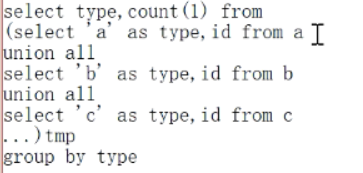 select type,count(1) from
(select 'a' as type,id from a
union all
select 'b' as type,id from b
union all
select 'c' as type,id from c
...)tmp
group by type